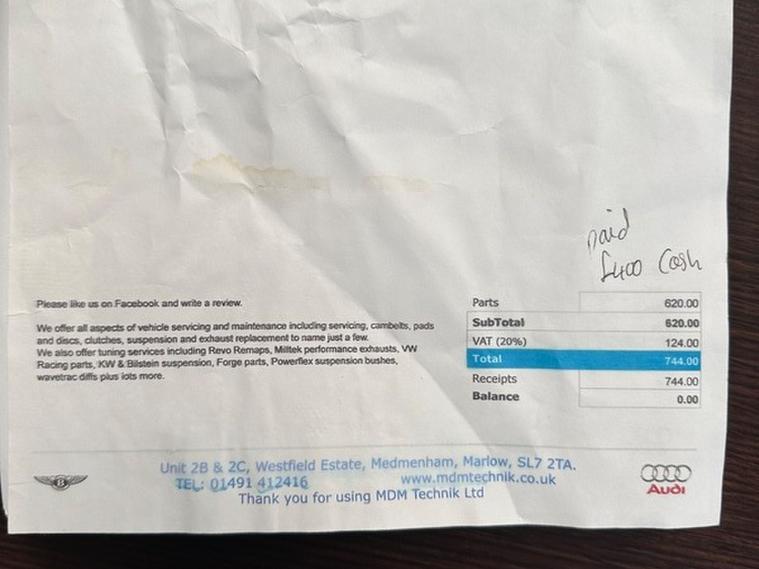 paid
£400 Cash
Please like us on Facebook and write a review.
We offer all aspects of vehicle servicing and maintenance including servicing, cambelts, pads
and discs, clutches, suspension and exhaust replacement to name just a few.
We also offer tuning services including Revo Remaps, Milltek performance exhausts, VW
Racing parts, KW & Bilstein suspension, Forge parts, Powerflex suspension bushes,
wavetrac diffs plus lots more.
Parts 620.00
SubTotal 620.00
VAT (20%) 124.00
Total 744.00
Receipts 744.00
Balance 0.00
Unit 2B & 2C, Westfield Estate, Medmenham, Marlow, SL7 2TA.
TEL: 01491 412416 www.mdmtechnik.co.uk
Thank you for using MDM Technik Ltd
B
Audi